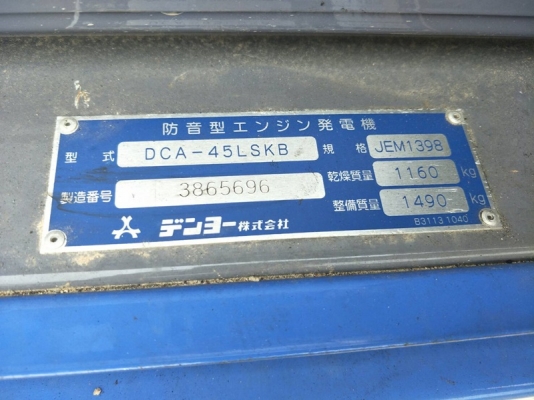 防音型エンジン発電機
型式 DCA-45LSKB 規格 JEM1398
製造番号 3865696 乾燥質量 1160 kg
整備質量 1490 kg
デンヨー株式会社 B3113.1040